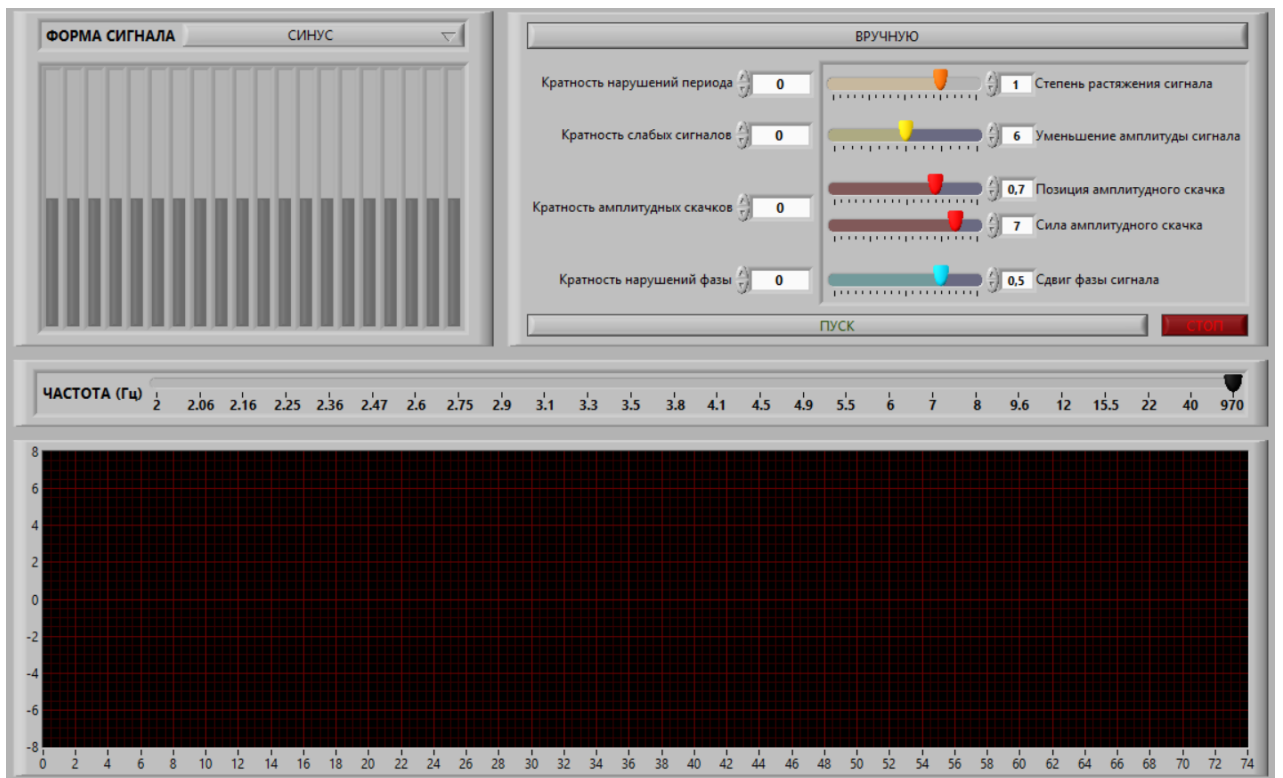 ФОРМА СИГНАЛА СИНУС
ВРУЧНУЮ
Кратность нарушений периода 0 1 Степень растяжения сигнала
Кратность слабых сигналов 0 6 Уменьшение амплитуды сигнала
0,7 Позиция амплитудного скачка
Кратность амплитудных скачков 0
7 Сила амплитудного скачка
Кратность нарушений фазы 0 0,5 Сдвиг фазы сигнала
ПУСК СТОП
ЧАСТОТА (Гц) 2 2.06 2.16 2.25 2.36 2.47 2.6 2.75 2.9 3.1 3.3 3.5 3.8 4.1 4.5 4.9 5.5 6 7 8 9.6 12 15.5 22 40 970
8
6
4
2
0
-2
-4
-6
-8
0 2 4 6 8 10 12 14 16 18 20 22 24 26 28 30 32 34 36 38 40 42 44 46 48 50 52 54 56 58 60 62 64 66 68 70 72 74